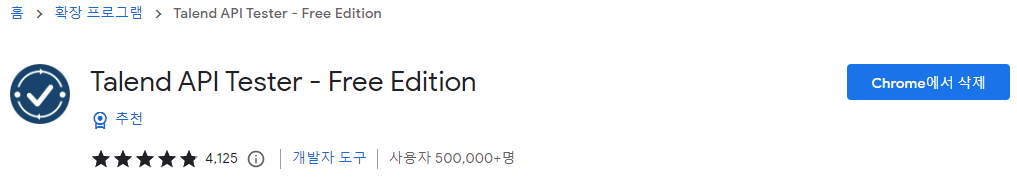 홈 > 확장 프로그램 > Talend API Tester - Free Edition
Talend API Tester - Free Edition
Chrome에서 삭제
추천
4,125 개발자 도구 사용자 500,000+명